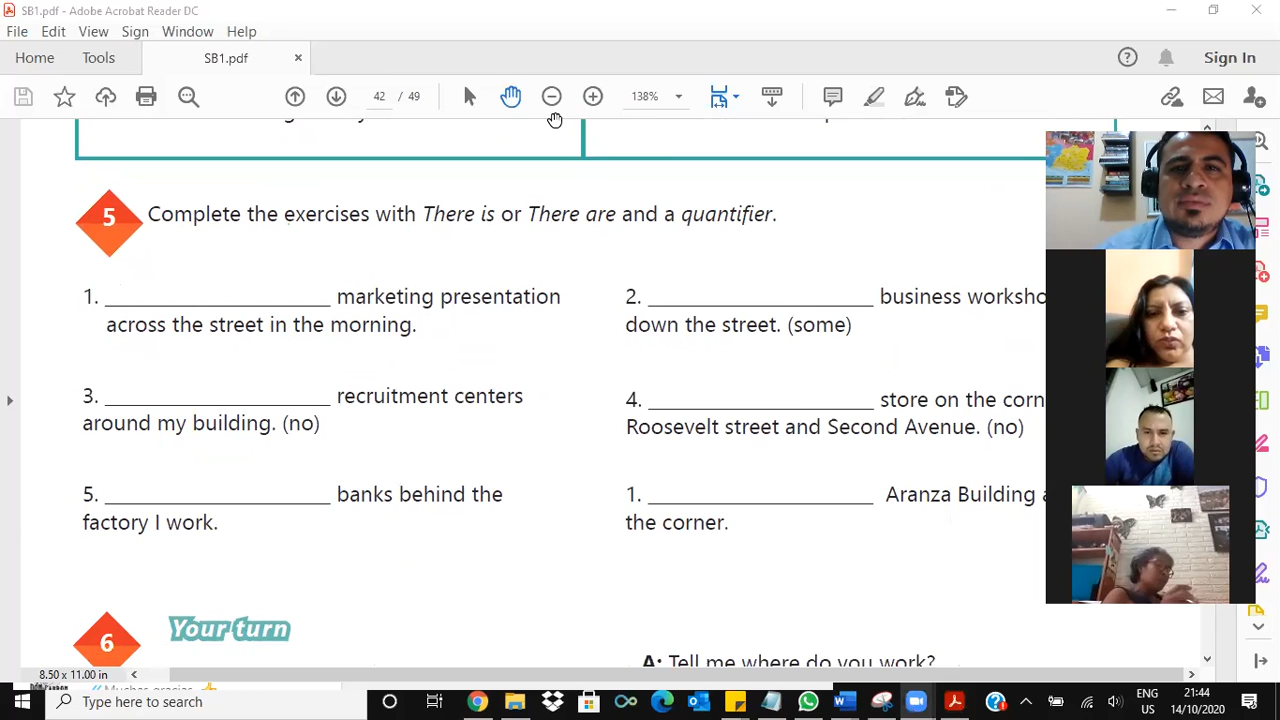 SB1.pdf - Adobe Acrobat Reader DC
File Edit View Sign Window Help
Home Tools SB1.pdf × Sign In
42 / 49 138%
5 Complete the exercises with There is or There are and a quantifier.
1. ____________________ marketing presentation
across the street in the morning.
2. ____________________ business worksho
down the street. (some)
3. ____________________ recruitment centers
around my building. (no)
4. ____________________ store on the corn
Roosevelt street and Second Avenue. (no)
5. ____________________ banks behind the
factory I work.
1. ____________________ Aranza Building
the corner.
6 Your turn
A: Tell me where do you work?
8.50 x 11.00 in
Muchas gracias
Type here to search
ENG 21:44
US 14/10/2020